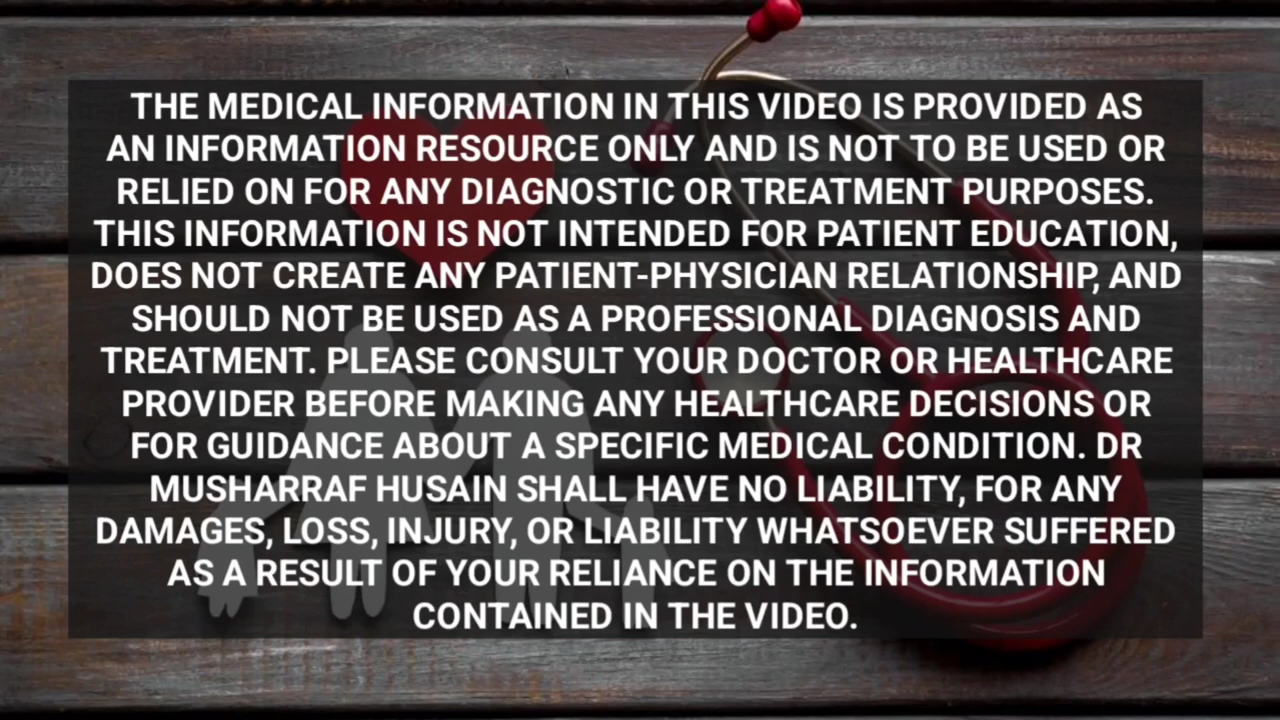 THE MEDICAL INFORMATION IN THIS VIDEO IS PROVIDED AS
AN INFORMATION RESOURCE ONLY AND IS NOT TO BE USED OR
RELIED ON FOR ANY DIAGNOSTIC OR TREATMENT PURPOSES.
THIS INFORMATION IS NOT INTENDED FOR PATIENT EDUCATION,
DOES NOT CREATE ANY PATIENT-PHYSICIAN RELATIONSHIP, AND
SHOULD NOT BE USED AS A PROFESSIONAL DIAGNOSIS AND
TREATMENT. PLEASE CONSULT YOUR DOCTOR OR HEALTHCARE
PROVIDER BEFORE MAKING ANY HEALTHCARE DECISIONS OR
FOR GUIDANCE ABOUT A SPECIFIC MEDICAL CONDITION. DR
MUSHARRAF HUSAIN SHALL HAVE NO LIABILITY, FOR ANY
DAMAGES, LOSS, INJURY, OR LIABILITY WHATSOEVER SUFFERED
AS A RESULT OF YOUR RELIANCE ON THE INFORMATION
CONTAINED IN THE VIDEO.